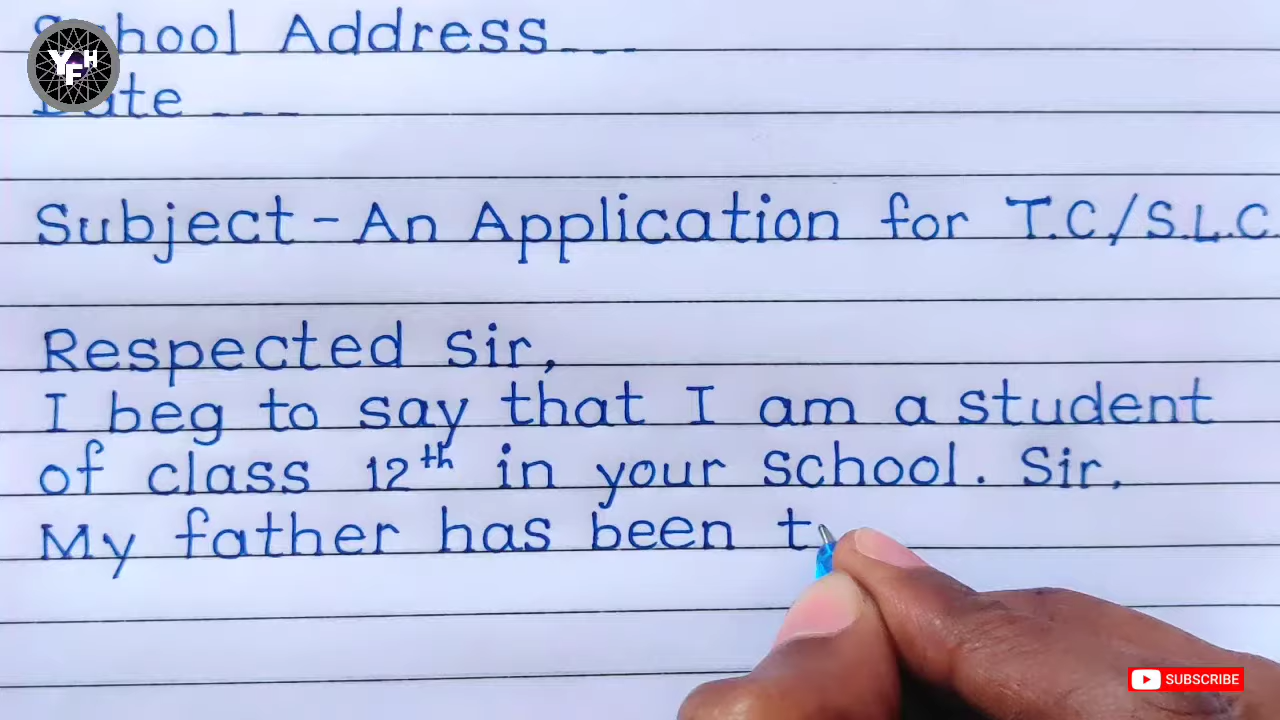 School Address---
Date ---
Subject - An Application for T.C/S.L.C.
Respected Sir,
I beg to say that I am a student
of class 12th in your school. Sir,
My father has been t
YFH
SUBSCRIBE